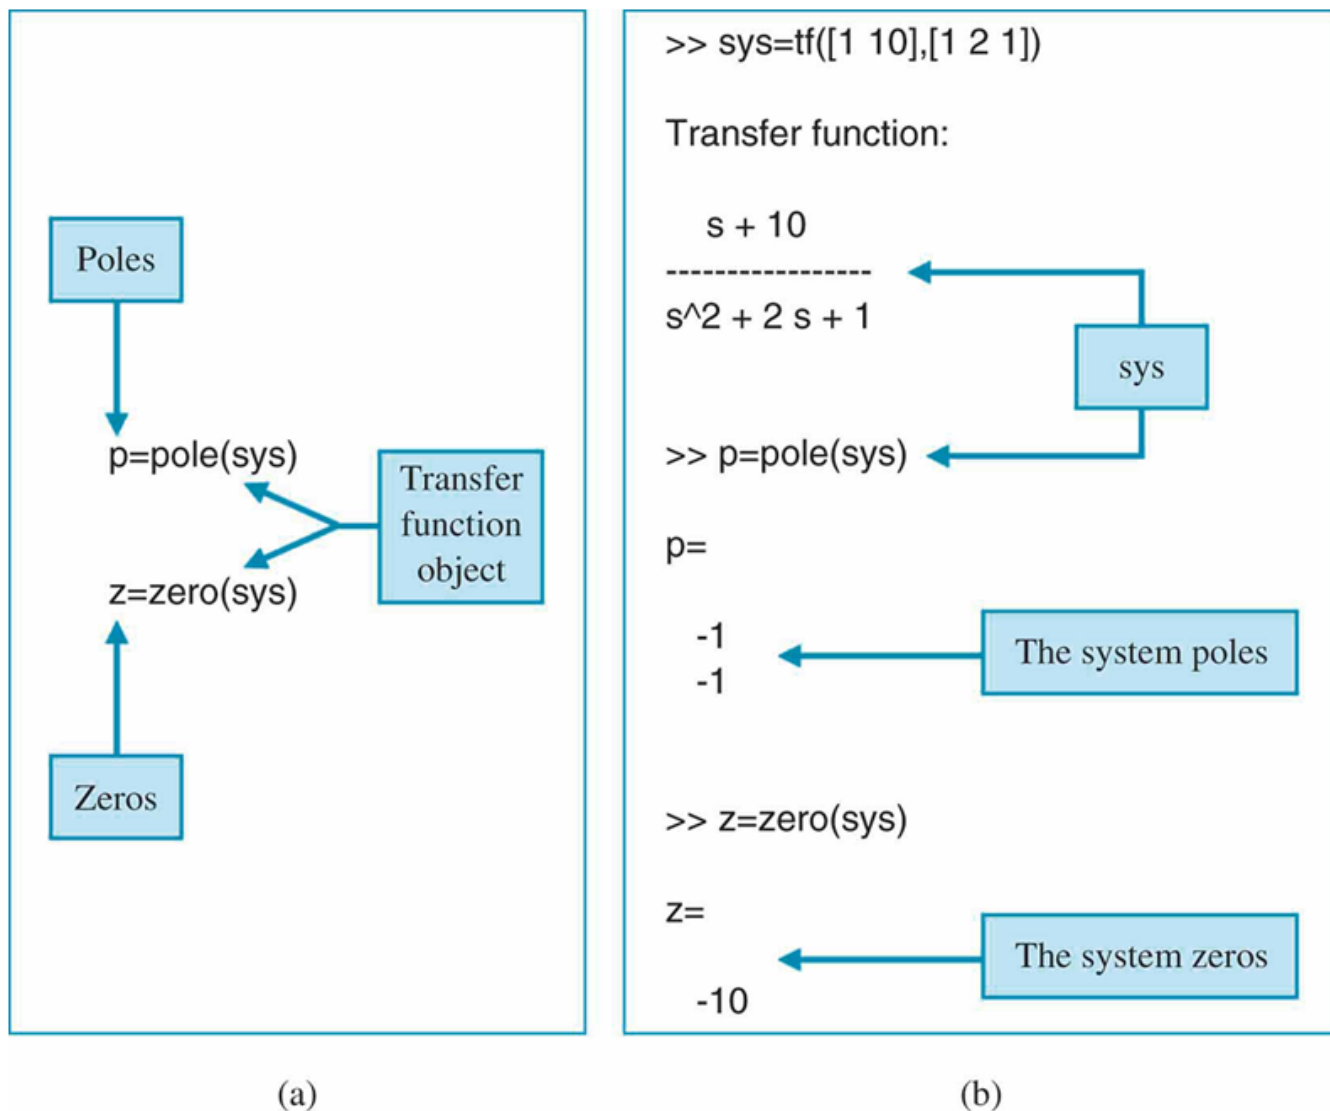 Poles
p=pole(sys)
Transfer
function
object
z=zero(sys)
Zeros
(a)
>> sys=tf([1 10],[1 2 1])
Transfer function:
s + 10
-----------------
s^2 + 2 s + 1
sys
>> p=pole(sys)
p=
-1
-1
The system poles
>> z=zero(sys)
z=
-10
The system zeros
(b)